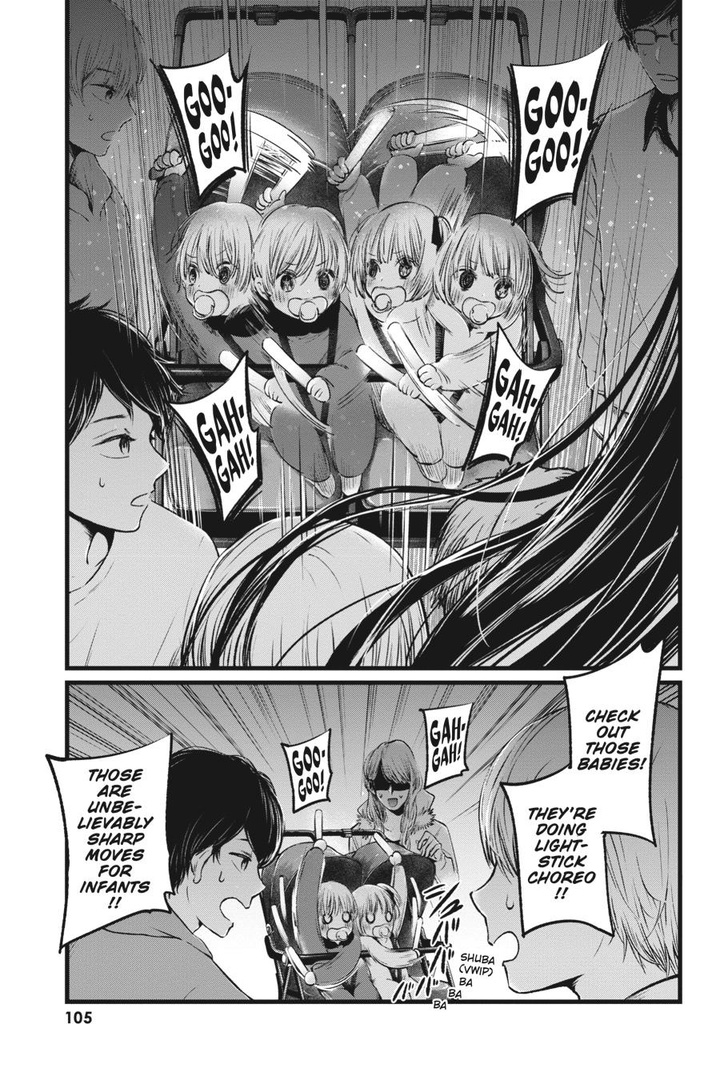 GOO-
GOO!
GOO-
GOO!
GAH-
GAH!
GAH-
GAH!
CHECK
OUT
THOSE
BABIES!
THEY'RE
DOING
LIGHT-
STICK
CHOREO
!!
GAH-
GAH!
GOO-
GOO!
THOSE
ARE
UNBE-
LIEVABLY
SHARP
MOVES
FOR
INFANTS
!!
SHUBA
(VWIP)
BA
BA
BA
105